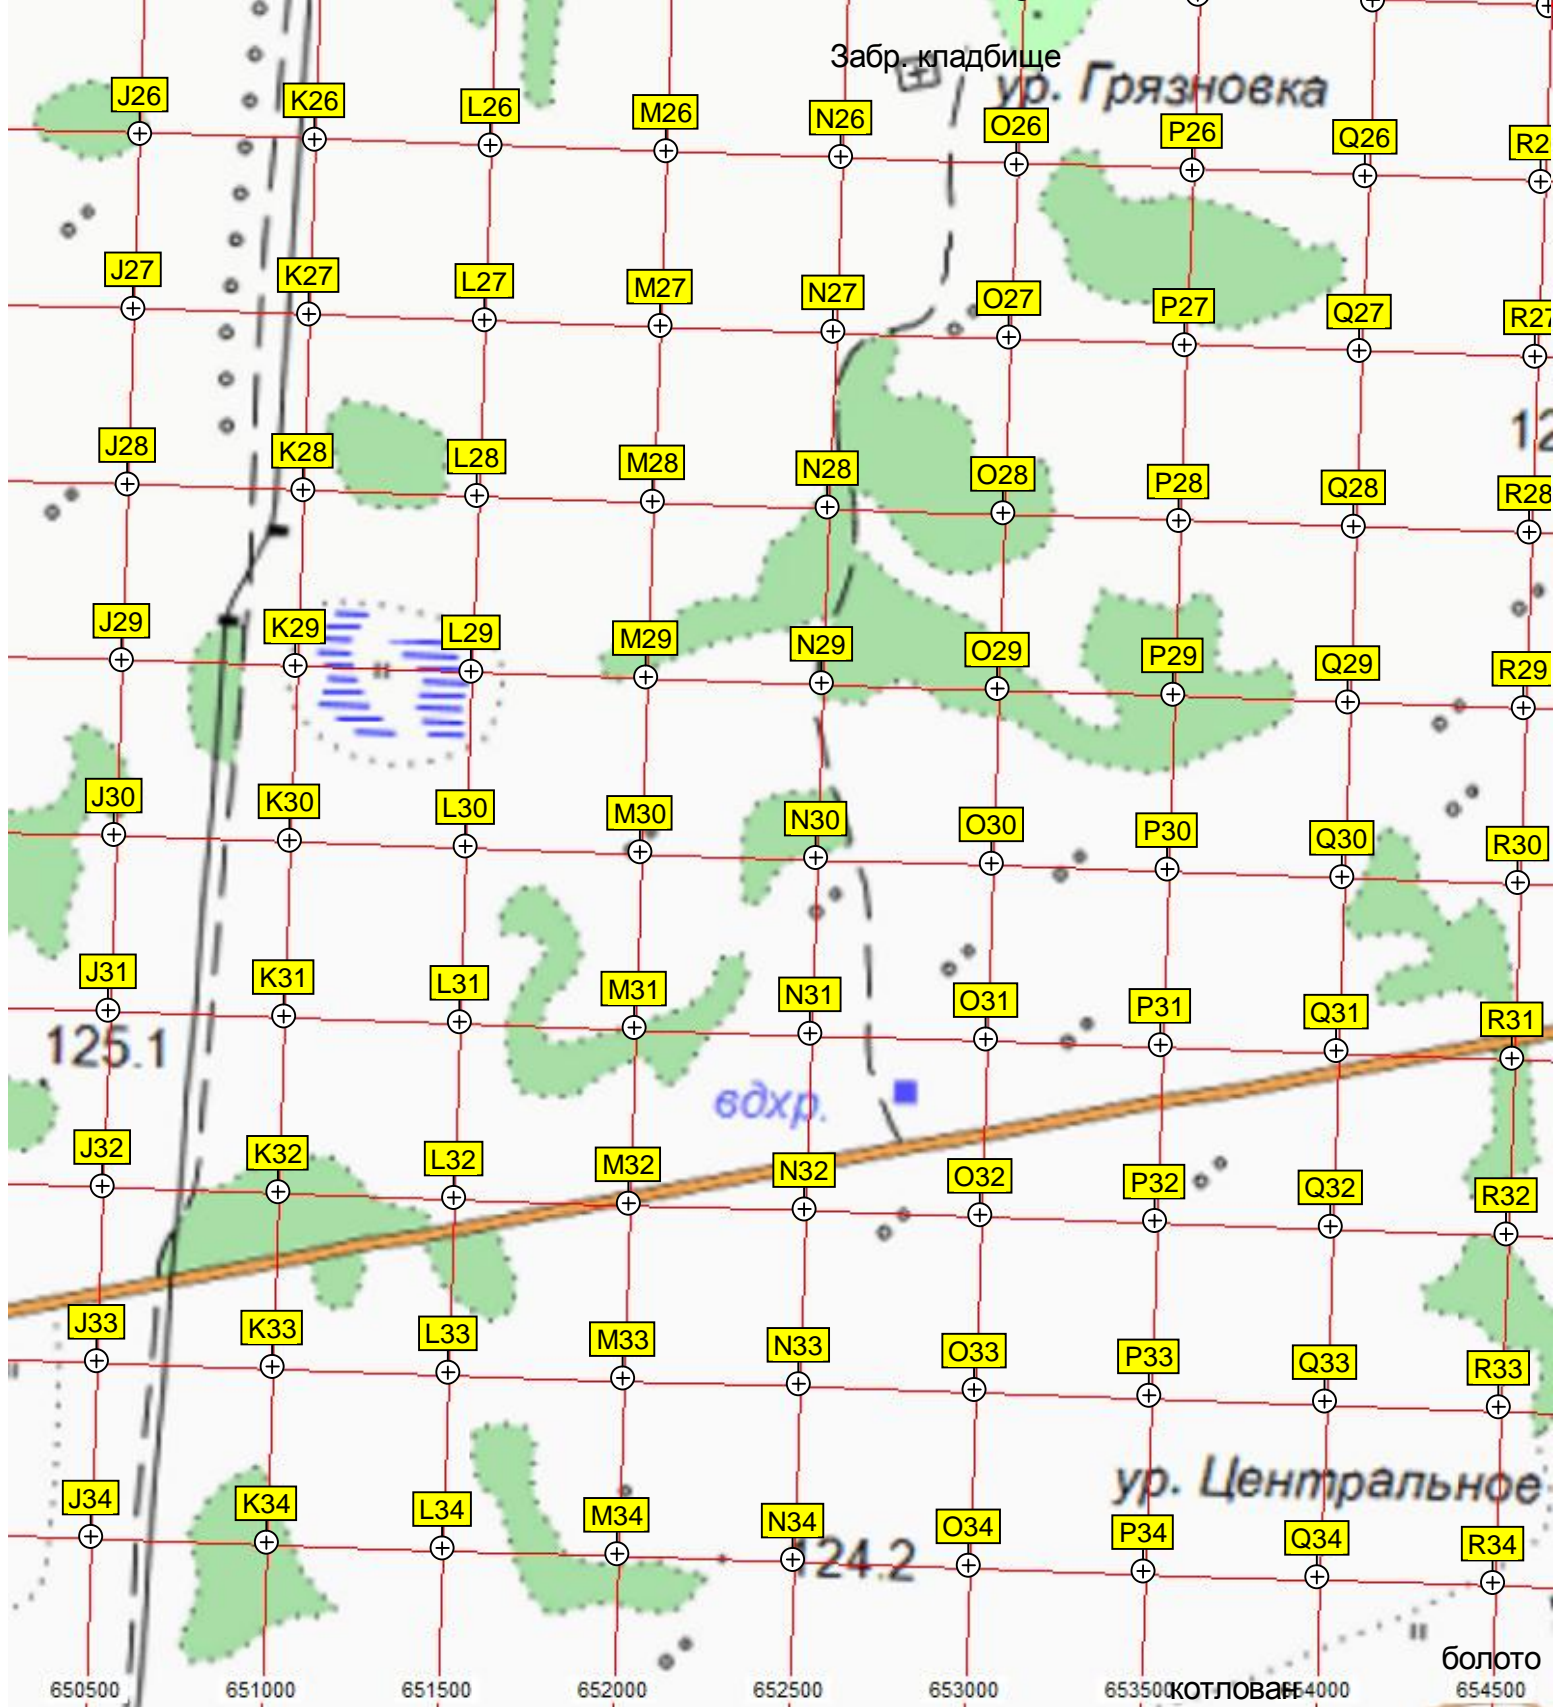 Забр. кладбище
ур. Грязновка
J26 K26 L26 M26 N26 O26 P26 Q26 R2
J27 K27 L27 M27 N27 O27 P27 Q27 R27
12
J28 K28 L28 M28 N28 O28 P28 Q28 R28
J29 K29 L29 M29 N29 O29 P29 Q29 R29
J30 K30 L30 M30 N30 O30 P30 Q30 R30
J31 K31 L31 M31 N31 O31 P31 Q31 R31
125.1
вдхр.
J32 K32 L32 M32 N32 O32 P32 Q32 R32
J33 K33 L33 M33 N33 O33 P33 Q33 R33
ур. Центральное
J34 K34 L34 M34 N34 O34 P34 Q34 R34
124.2
болото
650500 651000 651500 652000 652500 653000 653500 654000 654500
котлован